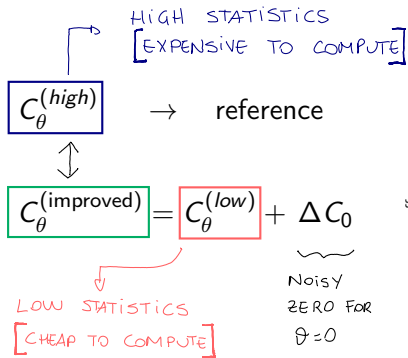 HIGH STATISTICS
[EXPENSIVE TO COMPUTE]
C_θ^(high) → reference
↕
C_θ^(improved) = C_θ^(low) + ΔC_0
NOISY
LOW STATISTICS
ZERO FOR
[CHEAP TO COMPUTE]
θ=0